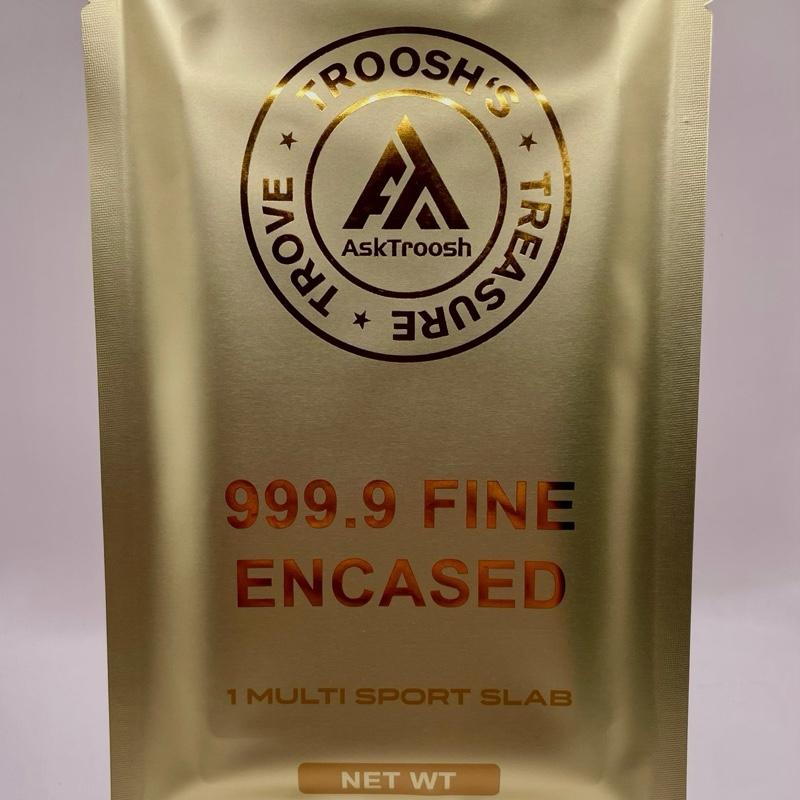 TROOSH'S TREASURE TROVE
AskTroosh
999.9 FINE
ENCASED
1 MULTI SPORT SLAB
NET WT